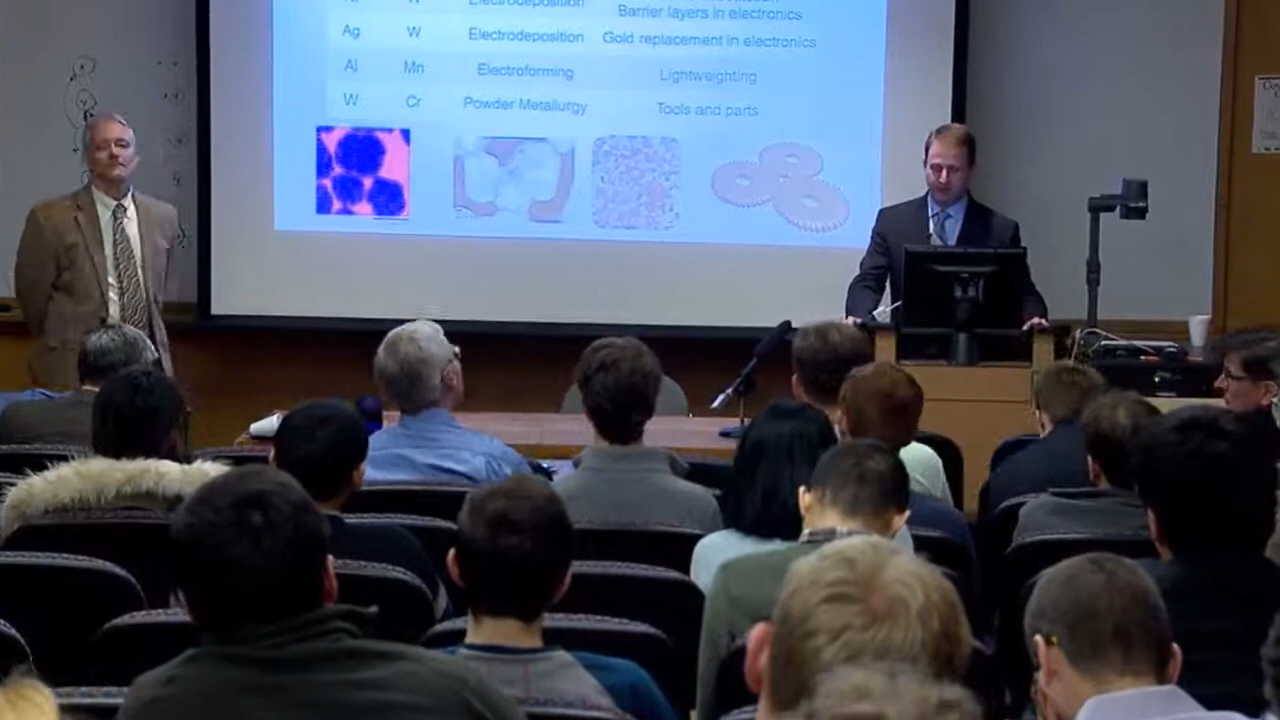 Electrodeposition
Barrier layers in electronics
Ag W Electrodeposition Gold replacement in electronics
Al Mn Electroforming Lightweighting
W Cr Powder Metallurgy Tools and parts